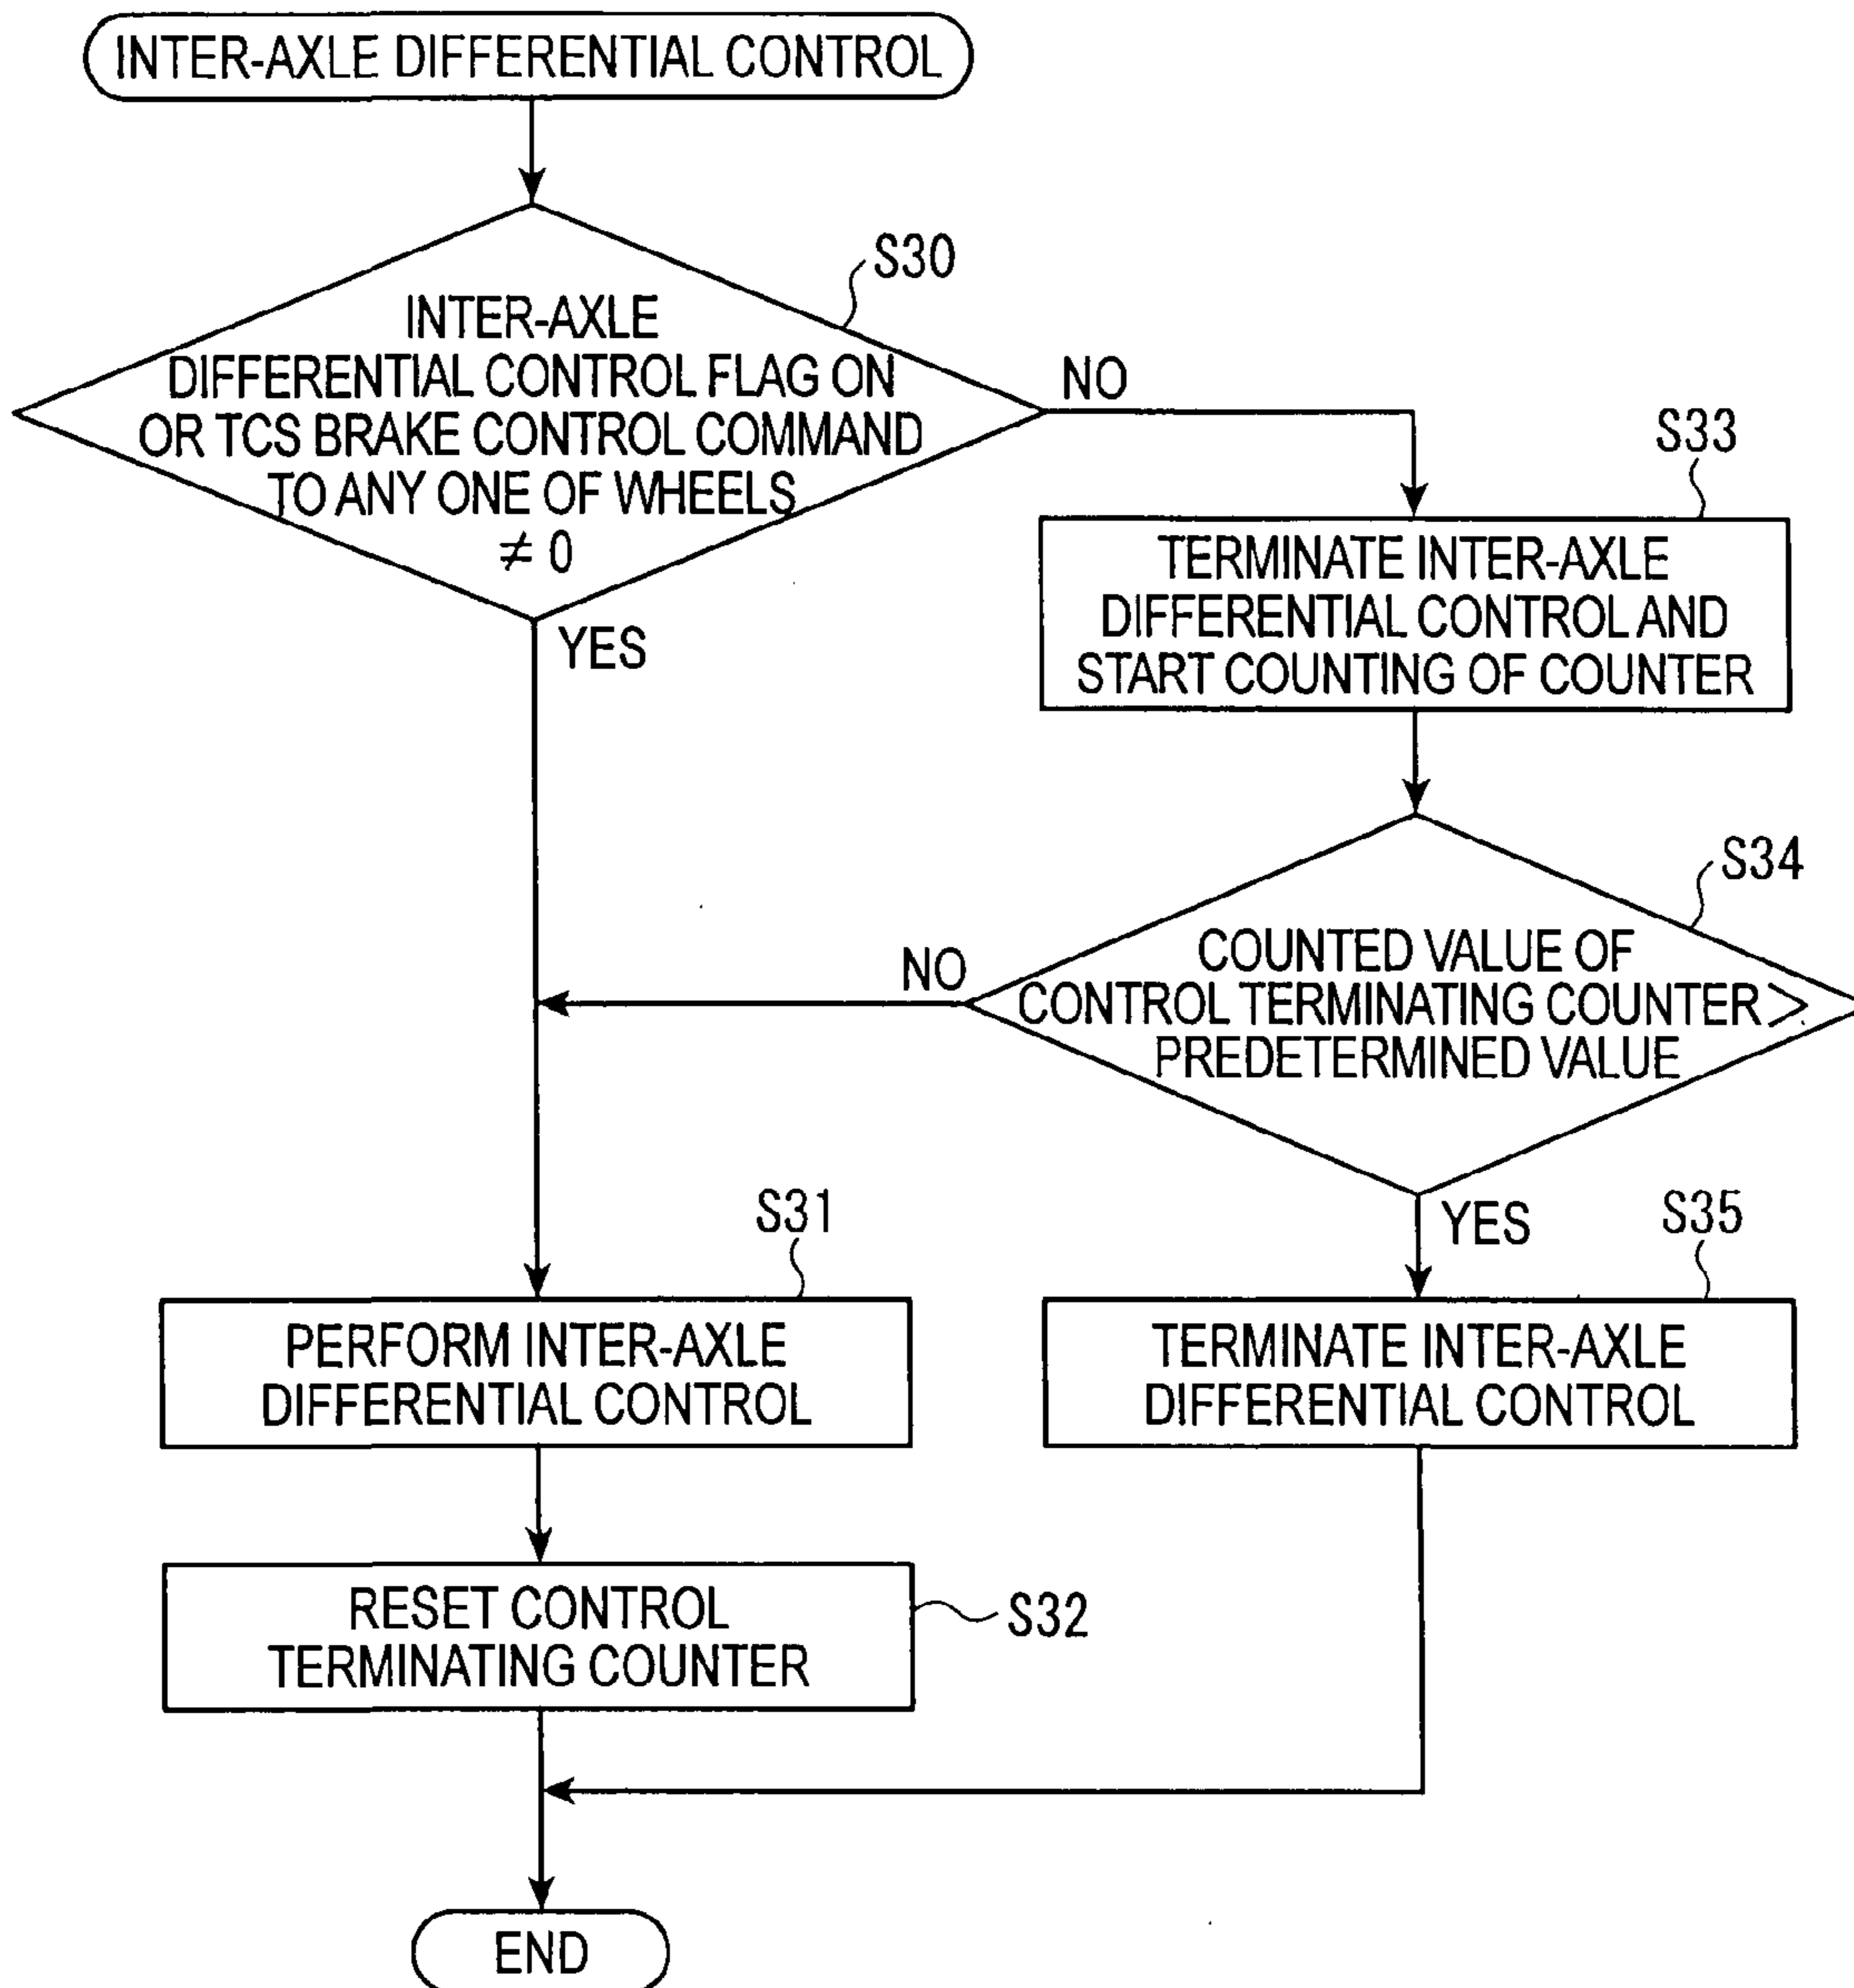 INTER-AXLE DIFFERENTIAL CONTROL
S30
INTER-AXLE
DIFFERENTIAL CONTROL FLAG ON
OR TCS BRAKE CONTROL COMMAND
TO ANY ONE OF WHEELS
≠ 0
NO
YES
S33
TERMINATE INTER-AXLE
DIFFERENTIAL CONTROL AND
START COUNTING OF COUNTER
S34
COUNTED VALUE OF
CONTROL TERMINATING COUNTER >
PREDETERMINED VALUE
NO
YES
S31
PERFORM INTER-AXLE
DIFFERENTIAL CONTROL
S35
TERMINATE INTER-AXLE
DIFFERENTIAL CONTROL
RESET CONTROL
TERMINATING COUNTER
S32
END